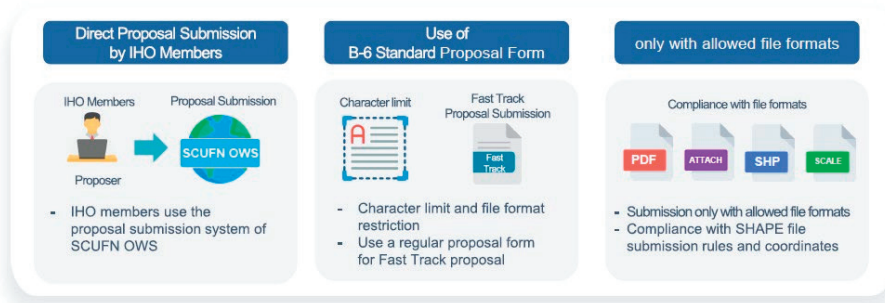 Direct Proposal Submission
by IHO Members
IHO Members
Proposal Submission
SCUFN OWS
Proposer
- IHO members use the
proposal submission system of
SCUFN OWS
Use of
B-6 Standard Proposal Form
Character limit
A
Fast Track
Proposal Submission
Fast
Track
- Character limit and file format
restriction
- Use a regular proposal form
for Fast Track proposal
only with allowed file formats
Compliance with file formats
PDF
ATTACH
SHP
SCALE
- Submission only with allowed file formats
- Compliance with SHAPE file
submission rules and coordinates